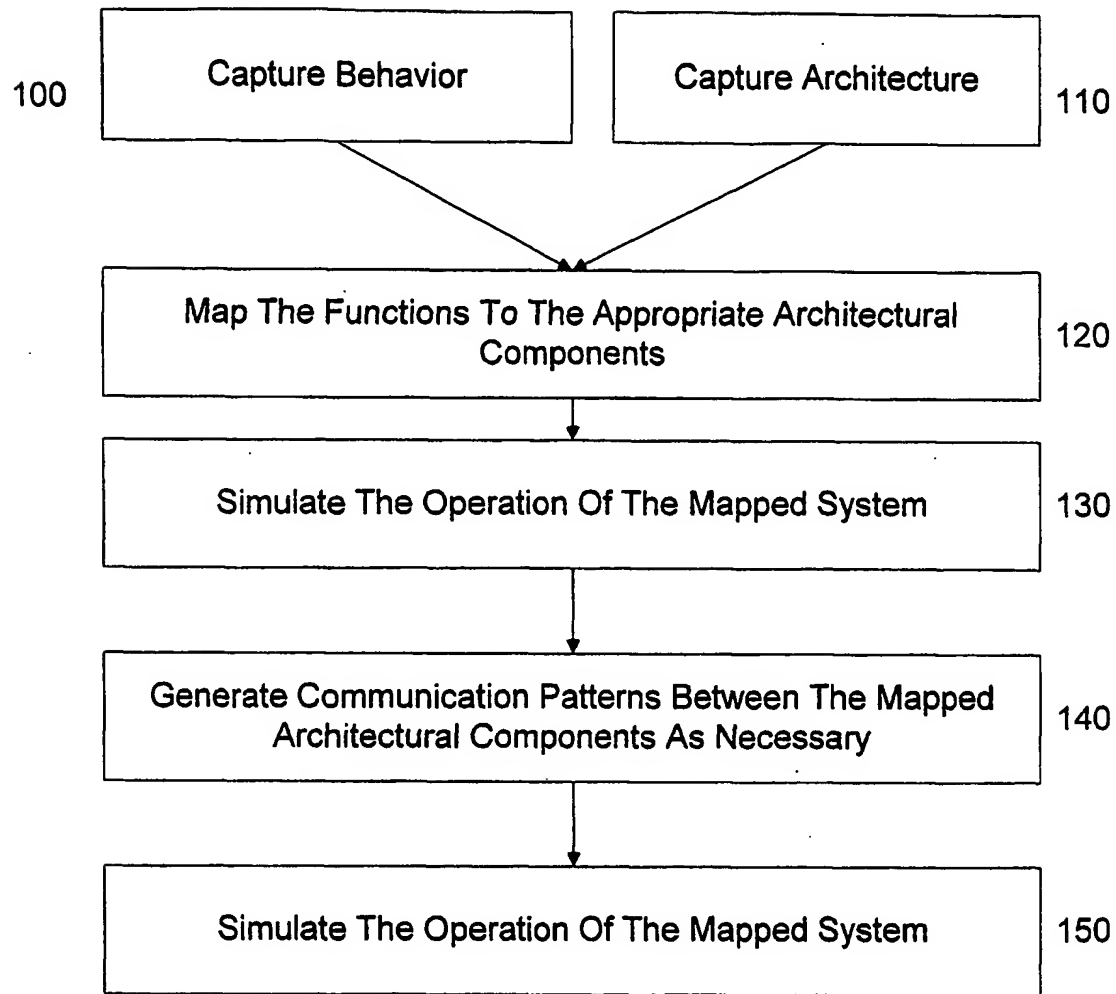 Capture Behavior
Capture Architecture
100
110
Map The Functions To The Appropriate Architectural
Components
120
Simulate The Operation Of The Mapped System
130
Generate Communication Patterns Between The Mapped
Architectural Components As Necessary
140
Simulate The Operation Of The Mapped System
150